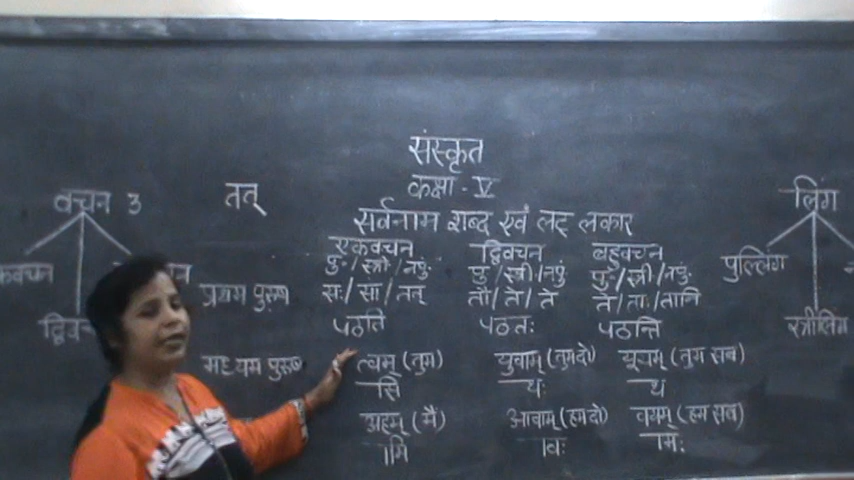 संस्कृत
कक्षा - V
वचन 3
तत्
लिंग
सर्वनाम शब्द एवं लट् लकार
एकवचन द्विवचन बहुवचन
पु॰/स्त्री॰/नपुं॰ पु॰/स्त्री/नपुं पु॰/स्त्री/नपुं॰
पुल्लिंग
प्रथम पुरुष सः/सा/तत् तौ/ते/ते ते/ताः/तानि
स्त्रीलिंग
पठति पठतः पठन्ति
मध्यम पुरुष त्वम् (तुम) युवाम् (तुम दो) यूयम् (तुम सब)
सि थः थ
अहम् (मैं) आवाम् (हम दो) वयम् (हम सब)
ामि ावः ामः